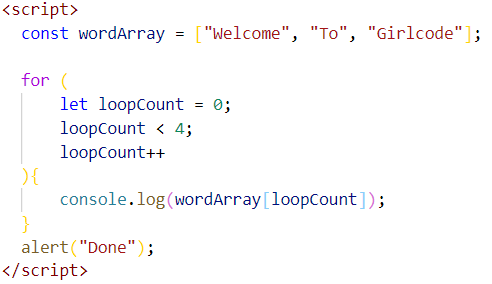 <script>
const wordArray = ["Welcome", "To", "Girlcode"];
for (
let loopCount = 0;
loopCount < 4;
loopCount++
){
console.log(wordArray[loopCount]);
}
alert("Done");
</script>